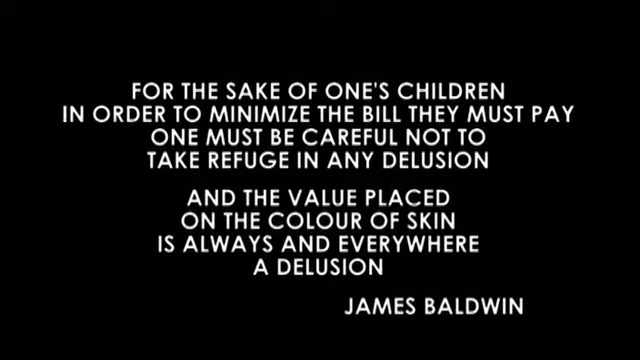 FOR THE SAKE OF ONE'S CHILDREN
IN ORDER TO MINIMIZE THE BILL THEY MUST PAY
ONE MUST BE CAREFUL NOT TO
TAKE REFUGE IN ANY DELUSION
AND THE VALUE PLACED
ON THE COLOUR OF SKIN
IS ALWAYS AND EVERYWHERE
A DELUSION
JAMES BALDWIN